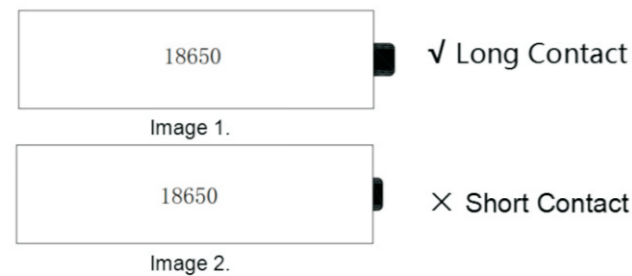 18650
√ Long Contact
Image 1.
18650
× Short Contact
Image 2.